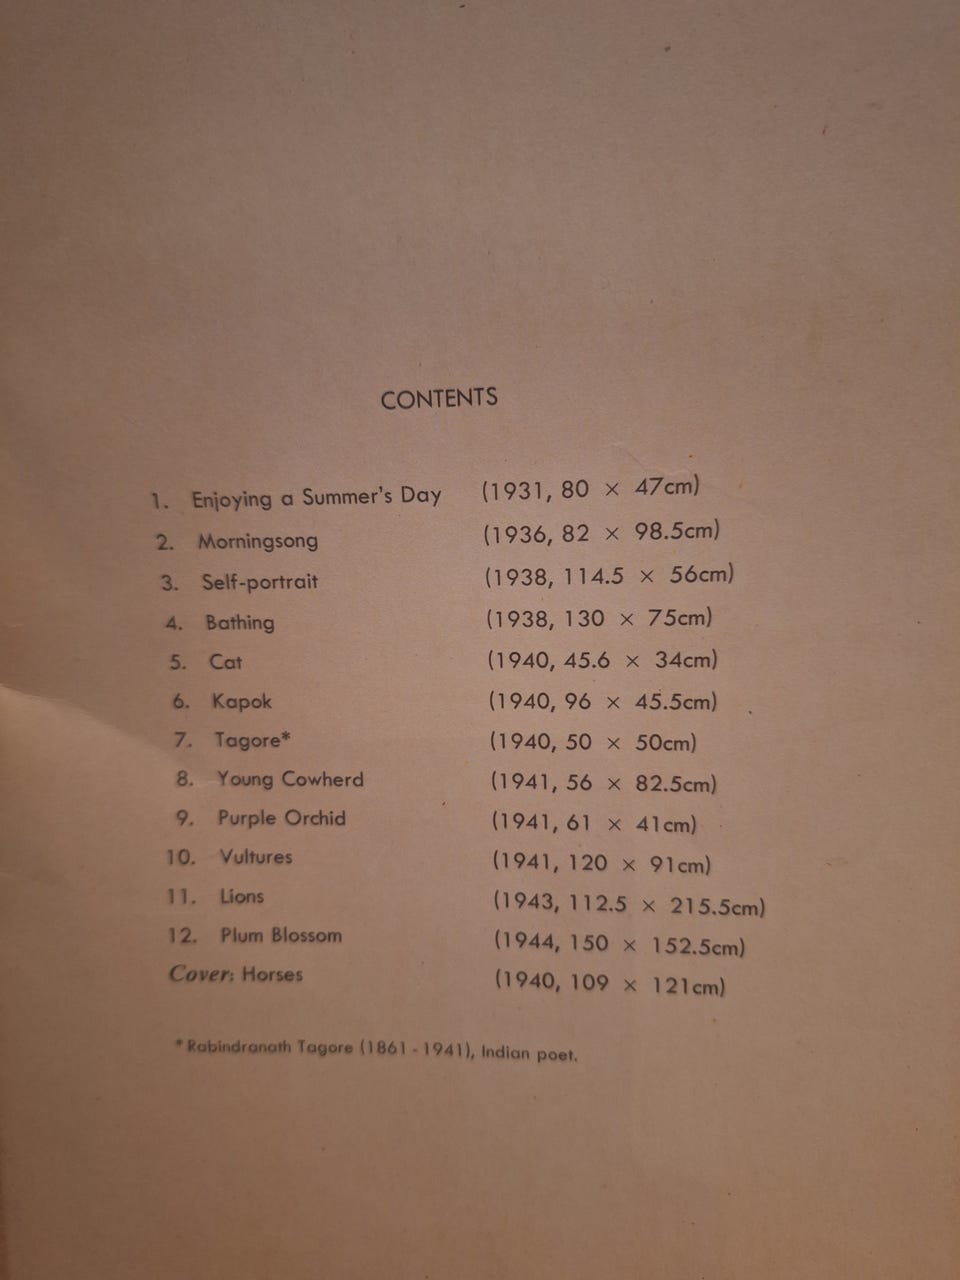 CONTENTS
1. Enjoying a Summer's Day (1931, 80 × 47cm)
2. Morningsong (1936, 82 × 98.5cm)
3. Self-portrait (1938, 114.5 × 56cm)
4. Bathing (1938, 130 × 75cm)
5. Cat (1940, 45.6 × 34cm)
6. Kapok (1940, 96 × 45.5cm)
7. Tagore* (1940, 50 × 50cm)
8. Young Cowherd (1941, 56 × 82.5cm)
9. Purple Orchid (1941, 61 × 41cm)
10. Vultures (1941, 120 × 91cm)
11. Lions (1943, 112.5 × 215.5cm)
12. Plum Blossom (1944, 150 × 152.5cm)
Cover: Horses (1940, 109 × 121cm)
* Rabindranath Tagore (1861 - 1941), Indian poet.